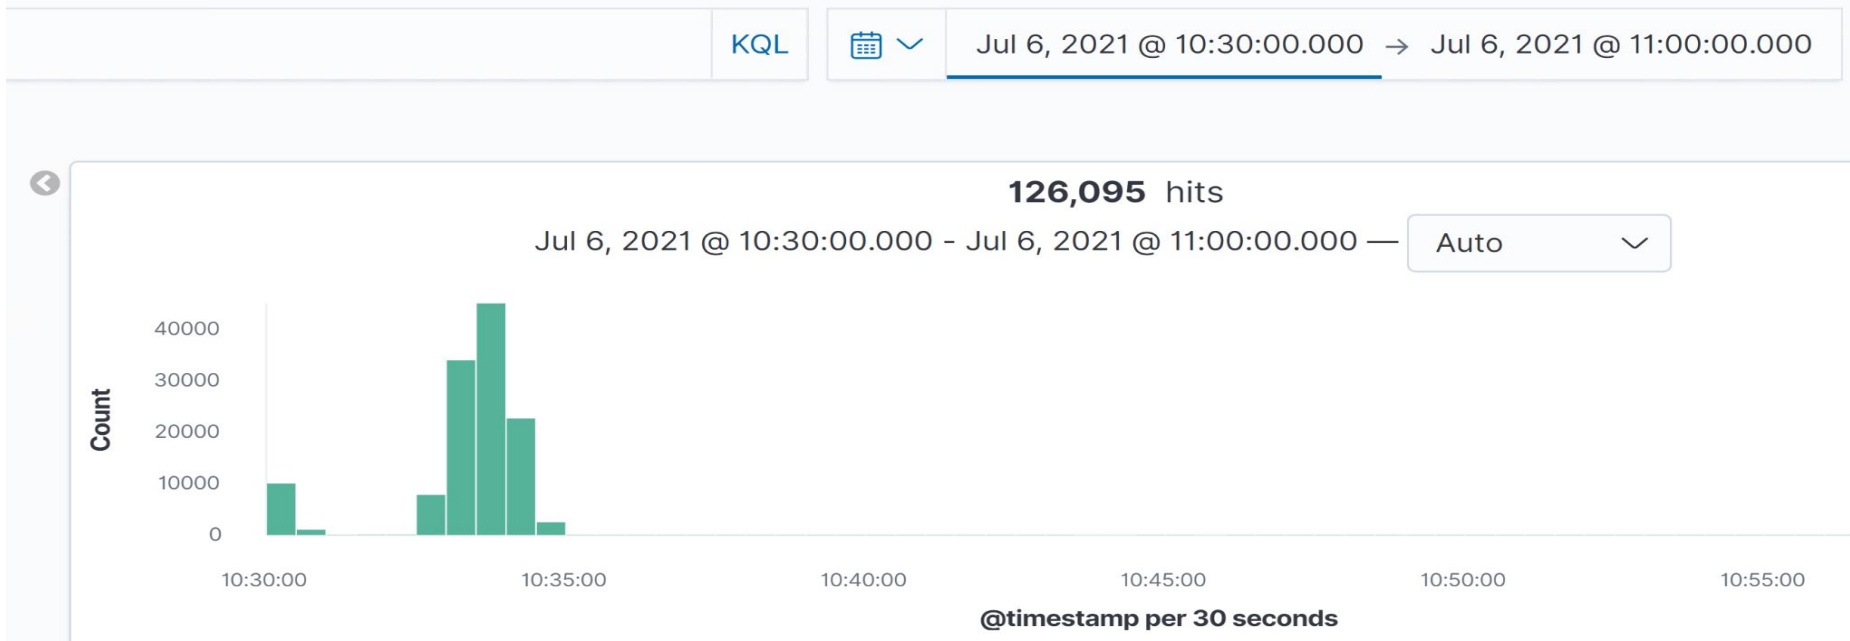 KQL
Jul 6, 2021 @ 10:30:00.000 → Jul 6, 2021 @ 11:00:00.000
126,095 hits
Jul 6, 2021 @ 10:30:00.000 - Jul 6, 2021 @ 11:00:00.000 — Auto
Count
40000
30000
20000
10000
0
10:30:00 10:35:00 10:40:00 10:45:00 10:50:00 10:55:00
@timestamp per 30 seconds